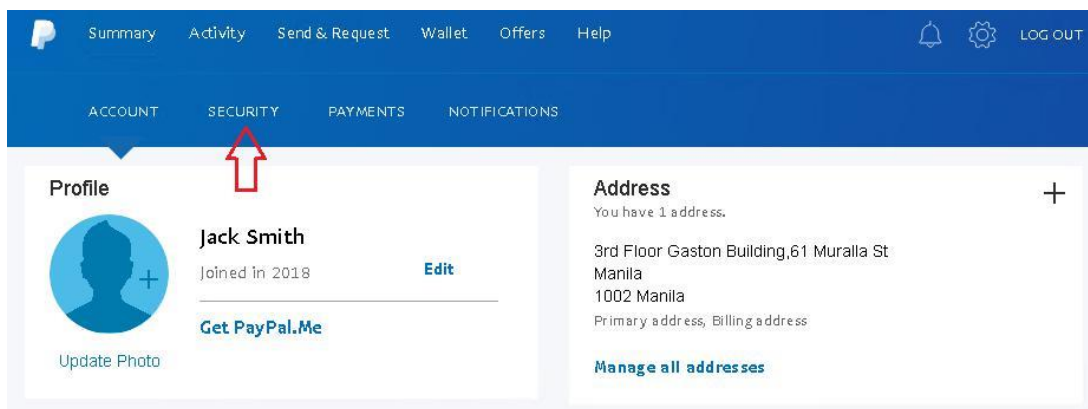 Summary Activity Send & Request Wallet Offers Help LOG OUT
ACCOUNT SECURITY PAYMENTS NOTIFICATIONS
Profile
Jack Smith
Joined in 2018 Edit
Get PayPal.Me
Update Photo
Address
You have 1 address.
3rd Floor Gaston Building,61 Muralla St
Manila
1002 Manila
Primary address, Billing address
Manage all addresses